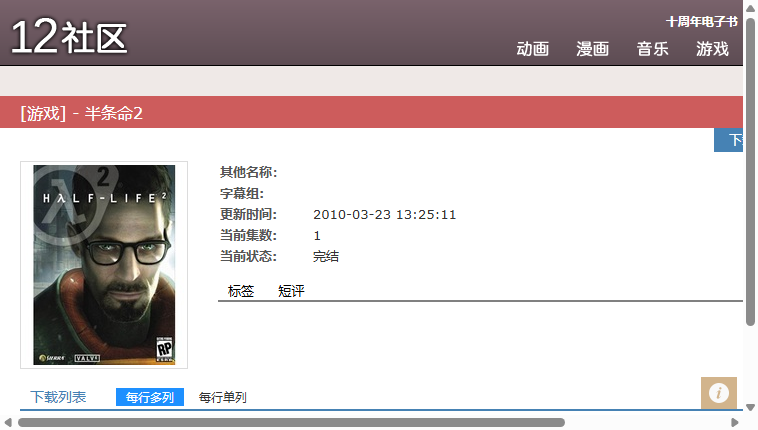 12社区
十周年电子书
动画 漫画 音乐 游戏
[游戏] - 半条命2
下
2
HλLF-LIFE²
SIERRA VALVE
RP
其他名称：
字幕组：
更新时间： 2010-03-23 13:25:11
当前集数： 1
当前状态： 完结
标签 短评
下载列表 每行多列 每行单列
i